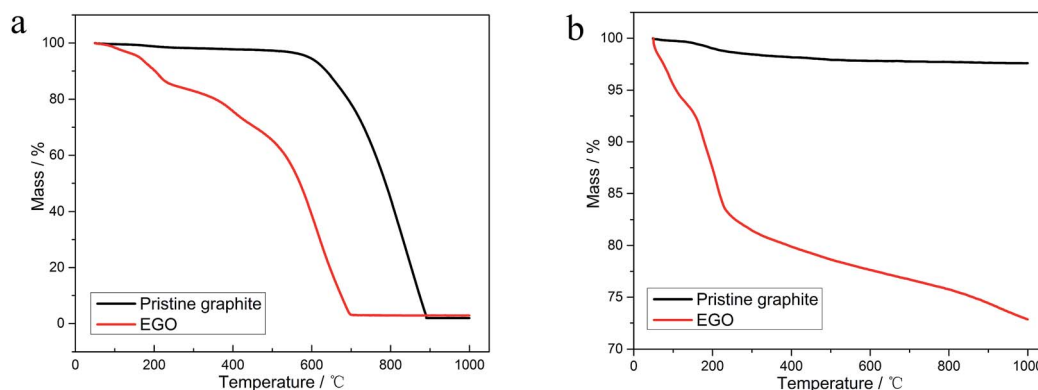 a
100
80
60
40
20
0
Mass / %
Pristine graphite
EGO
0 200 400 600 800 1000
Temperature / ℃
b
100
95
90
85
80
75
70
Mass / %
Pristine graphite
EGO
0 200 400 600 800 1000
Temperature / ℃